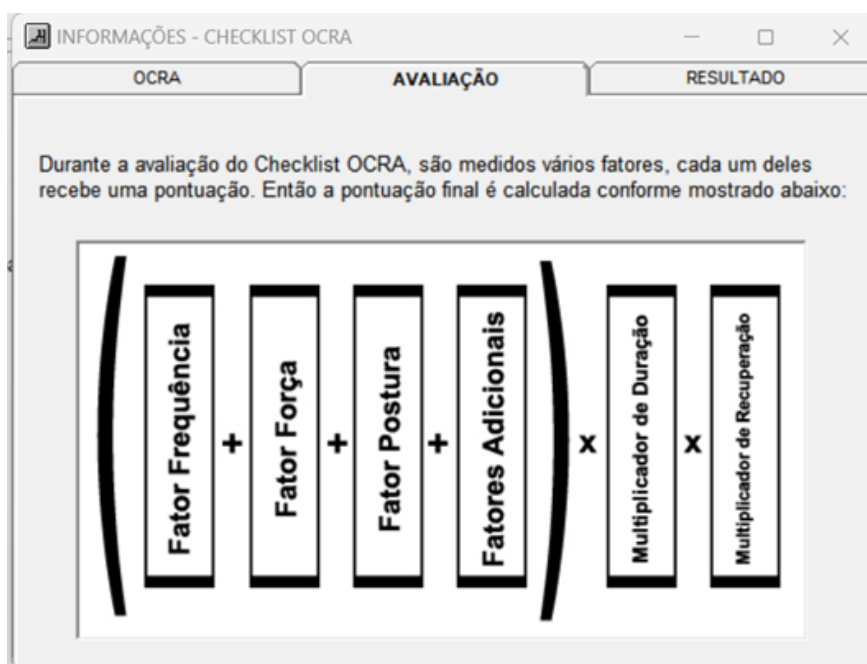 INFORMAÇÕES - CHECKLIST OCRA
OCRA
AVALIAÇÃO
RESULTADO
Durante a avaliação do Checklist OCRA, são medidos vários fatores, cada um deles
recebe uma pontuação. Então a pontuação final é calculada conforme mostrado abaixo:
(
Fator Frequência
+
Fator Força
+
Fator Postura
+
Fatores Adicionais
)
x
Multiplicador de Duração
x
Multiplicador de Recuperação